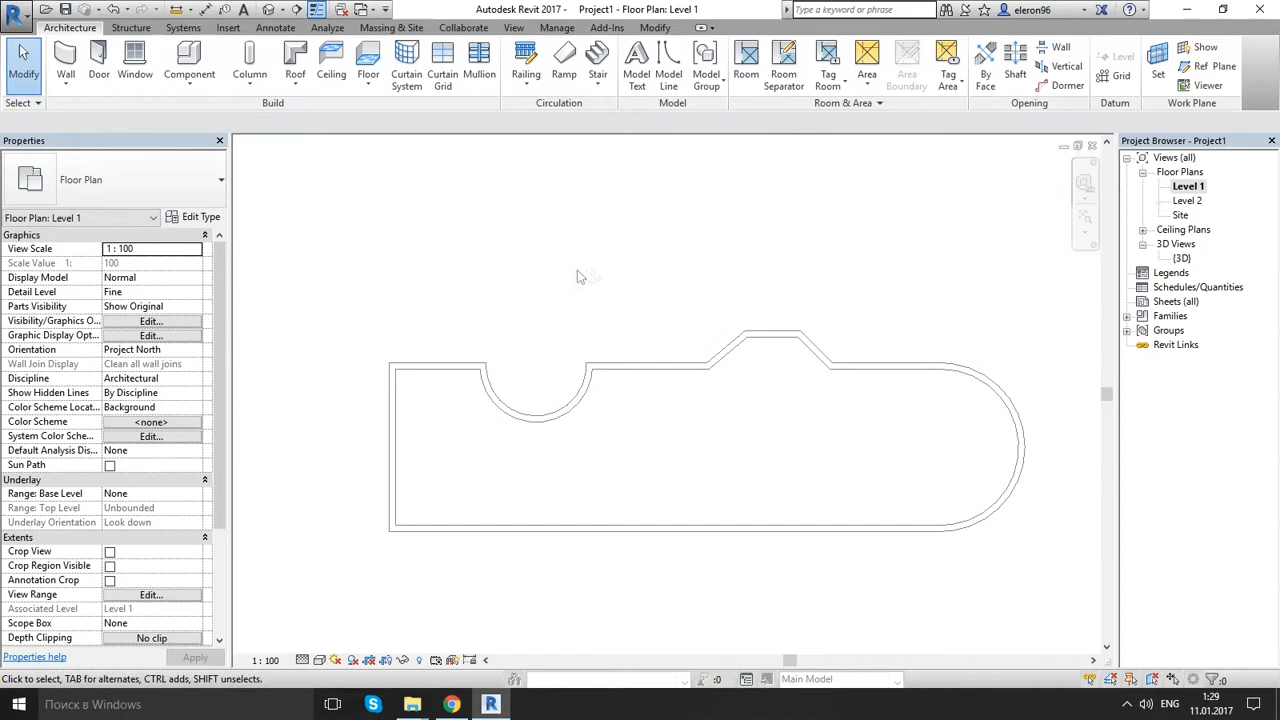 Autodesk Revit 2017 - Project1 - Floor Plan: Level 1
Type a keyword or phrase
eleron96
Architecture Structure Systems Insert Annotate Analyze Massing & Site Collaborate View Manage Add-Ins Modify
Modify Wall Door Window Component Column Roof Ceiling Floor Curtain System Curtain Grid Mullion Railing Ramp Stair Model Text Model Line Model Group Room Room Separator Tag Room Area Area Boundary Tag Area By Face Shaft Wall Vertical Dormer Level Grid Set Show Ref Plane Viewer
Select Build Circulation Model Room & Area Opening Datum Work Plane
Properties
Floor Plan
Floor Plan: Level 1 Edit Type
Graphics
View Scale 1 : 100
Scale Value 1: 100
Display Model Normal
Detail Level Fine
Parts Visibility Show Original
Visibility/Graphics O... Edit...
Graphic Display Opt... Edit...
Orientation Project North
Wall Join Display Clean all wall joins
Discipline Architectural
Show Hidden Lines By Discipline
Color Scheme Locat... Background
Color Scheme <none>
System Color Sche... Edit...
Default Analysis Dis... None
Sun Path
Underlay
Range: Base Level None
Range: Top Level Unbounded
Underlay Orientation Look down
Extents
Crop View
Crop Region Visible
Annotation Crop
View Range Edit...
Associated Level Level 1
Scope Box None
Depth Clipping No clip
Properties help Apply
2D
Project Browser - Project1
Views (all)
Floor Plans
Level 1
Level 2
Site
Ceiling Plans
3D Views
{3D}
Legends
Schedules/Quantities
Sheets (all)
Families
Groups
Revit Links
1 : 100
Click to select, TAB for alternates, CTRL adds, SHIFT unselects.
:0 Main Model :0
Поиск в Windows
ENG
1:29
11.01.2017